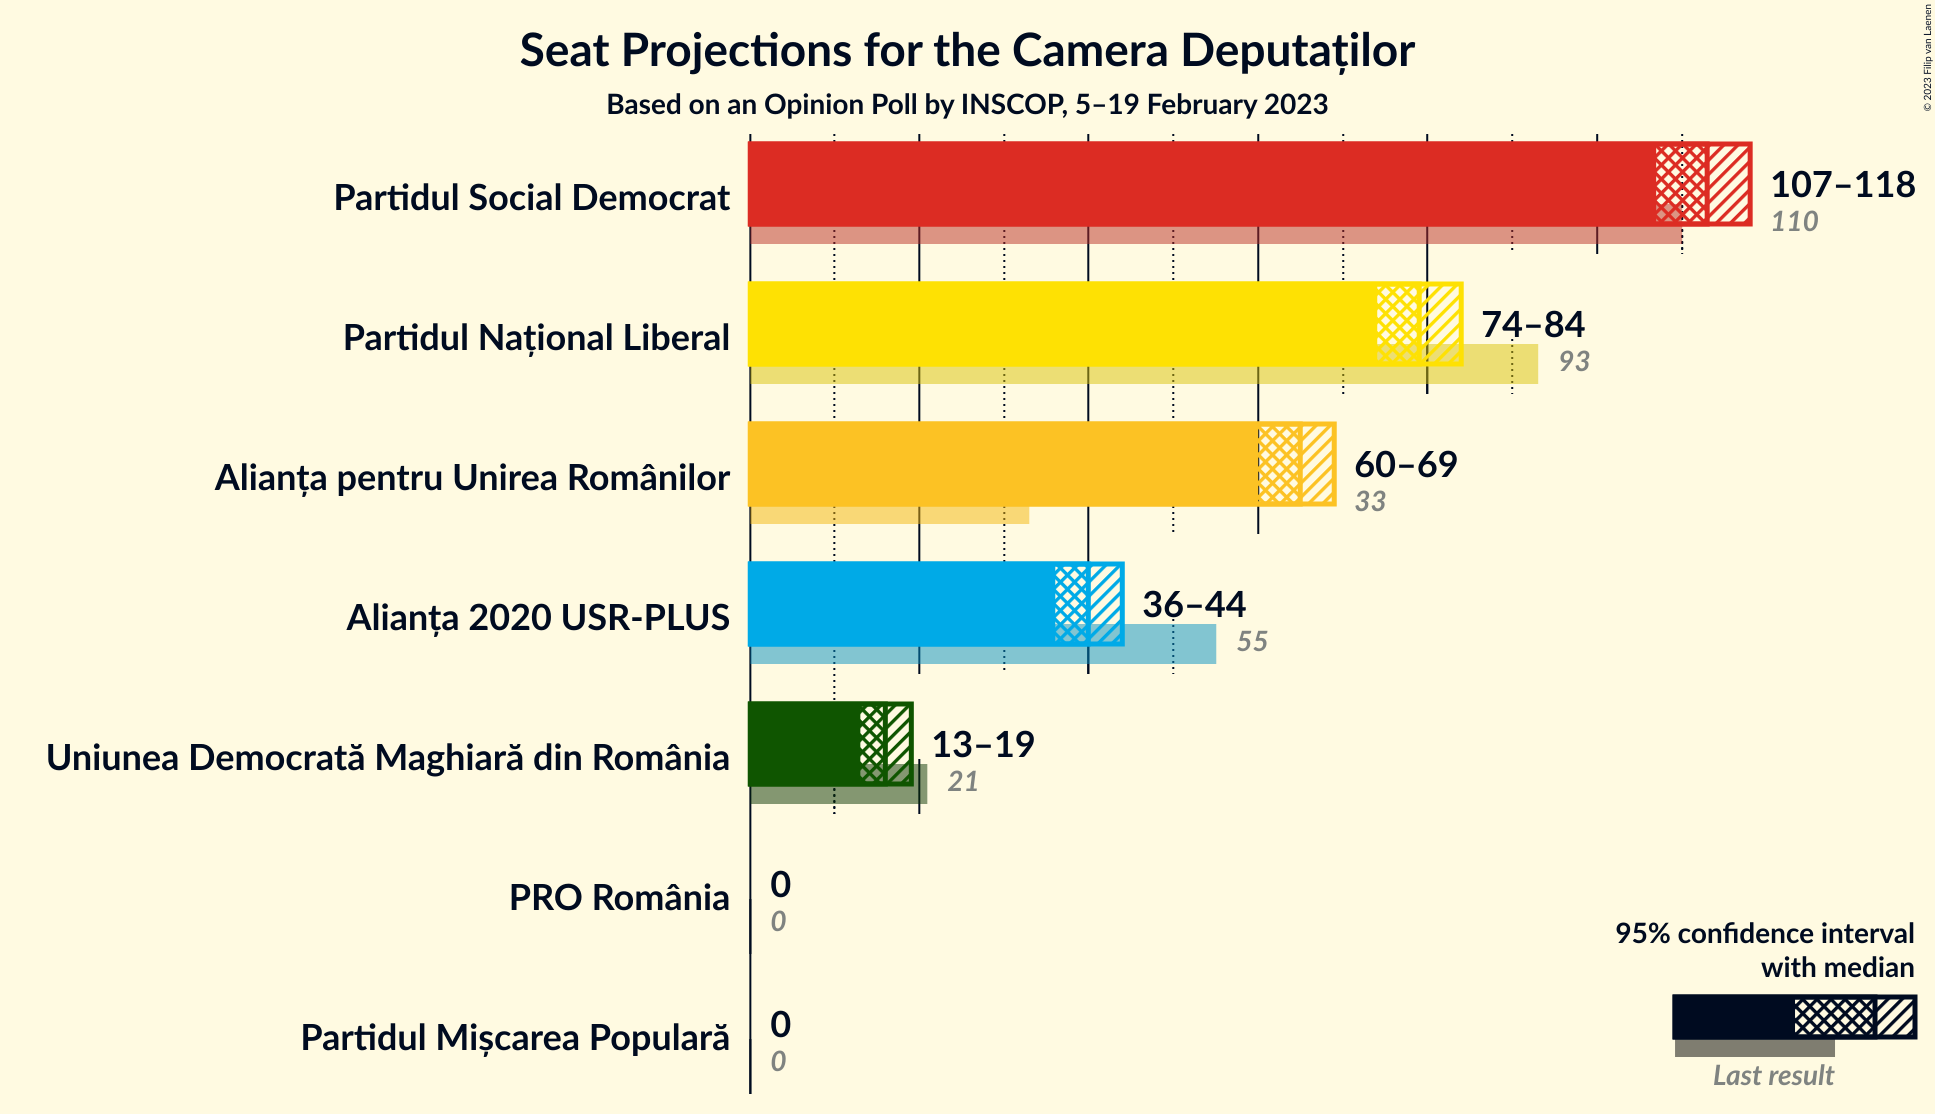 Seat Projections for the Camera Deputaților
Based on an Opinion Poll by INSCOP, 5–19 February 2023
© 2023 Filip van Laenen
Partidul Social Democrat
107–118
110
Partidul Național Liberal
74–84
93
Alianța pentru Unirea Românilor
60–69
33
Alianța 2020 USR-PLUS
36–44
55
Uniunea Democrată Maghiară din România
13–19
21
PRO România
0
0
Partidul Mișcarea Populară
0
0
95% confidence interval
with median
Last result